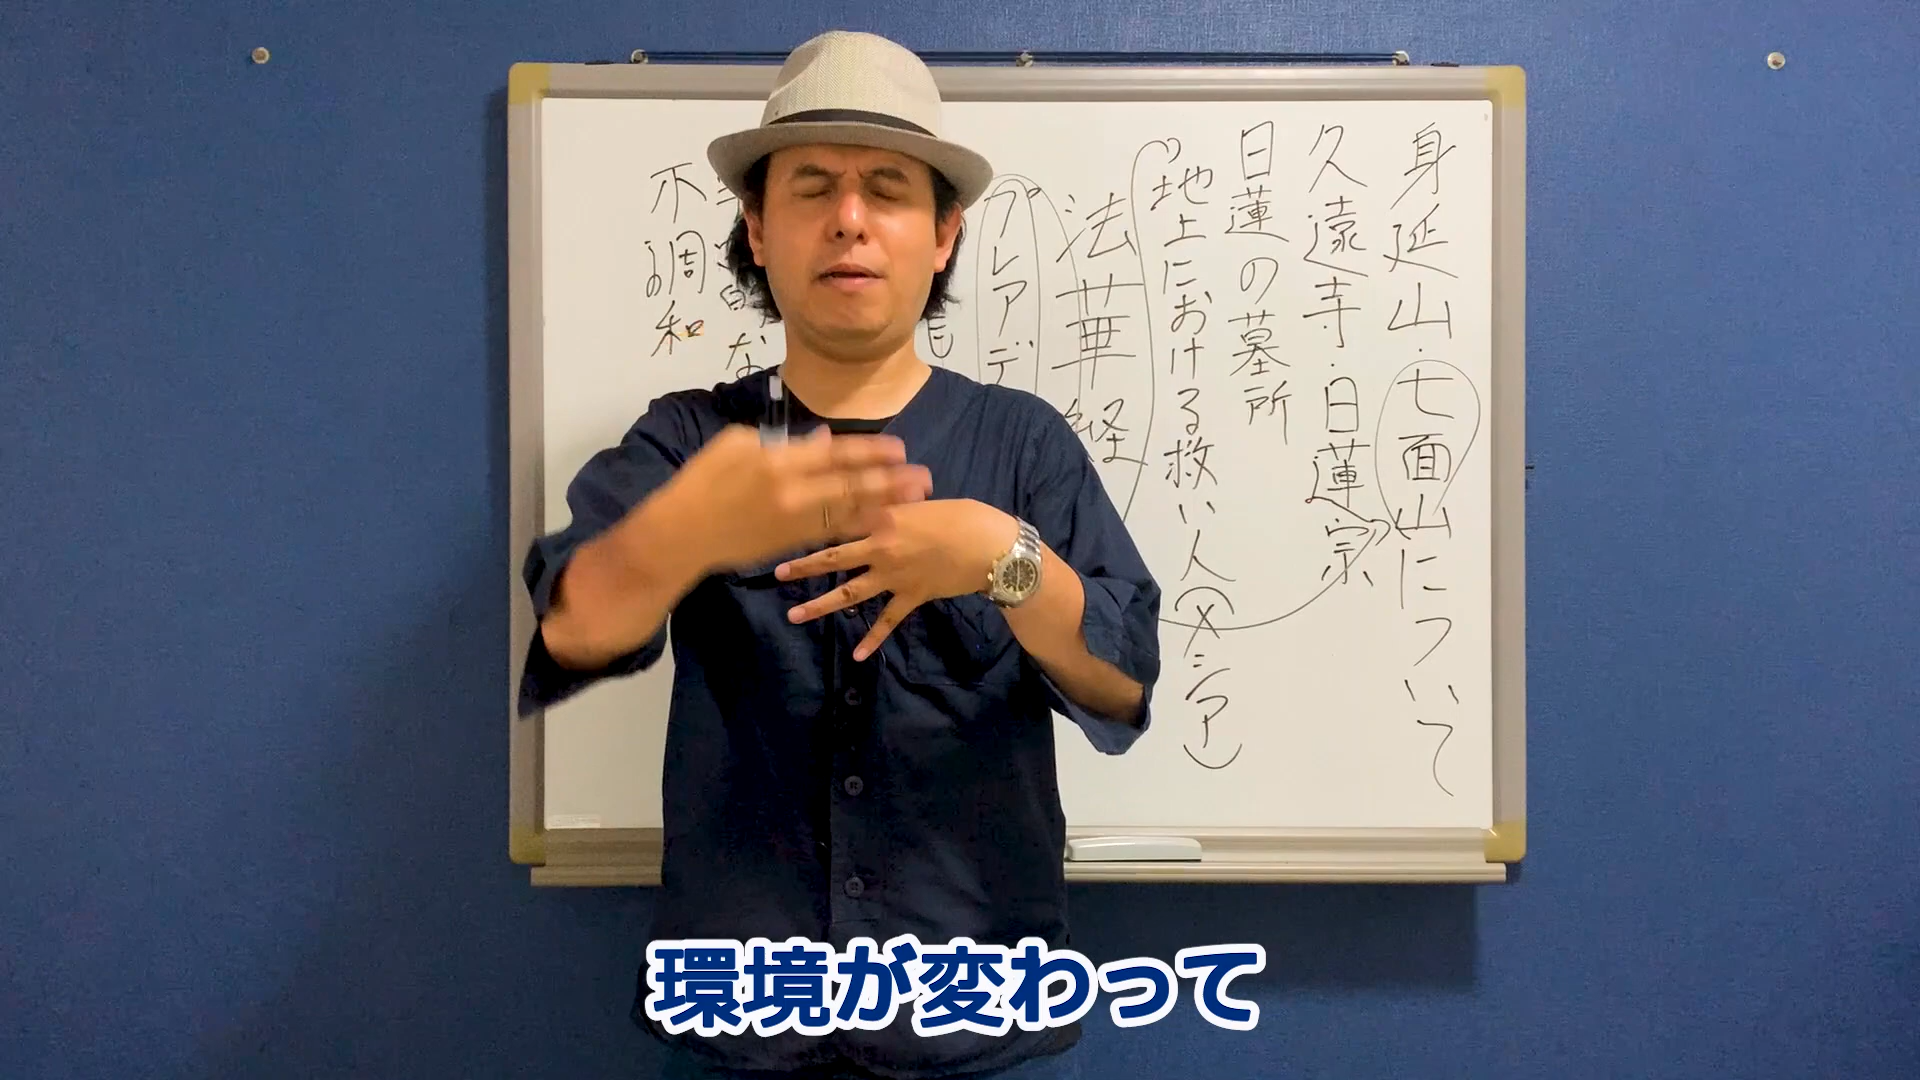 身延山・七面山について
久遠寺・日蓮宗
日蓮の墓所
地上における救い人(メシア)
法華経
プレアデ
不調和
環境が変わって